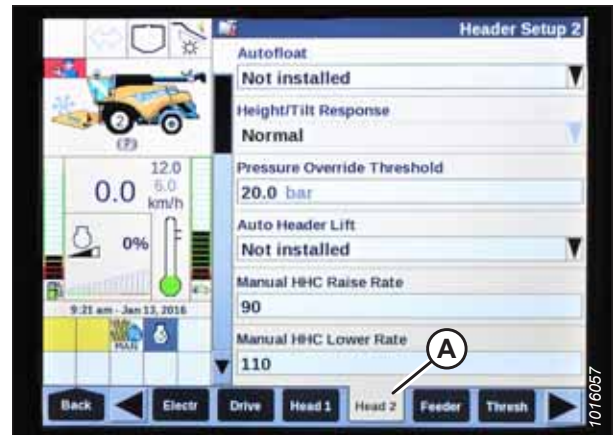 Header Setup 2
Autofloat
Not installed
Height/Tilt Response
Normal
Pressure Override Threshold
20.0 bar
Auto Header Lift
Not installed
Manual HHC Raise Rate
90
Manual HHC Lower Rate
110
2
(?)
12.0
6.0
0.0 km/h
0%
9:21 am - Jan 13, 2016
MAN
A
Back Electr Drive Head 1 Head 2 Feeder Thresh
1016057